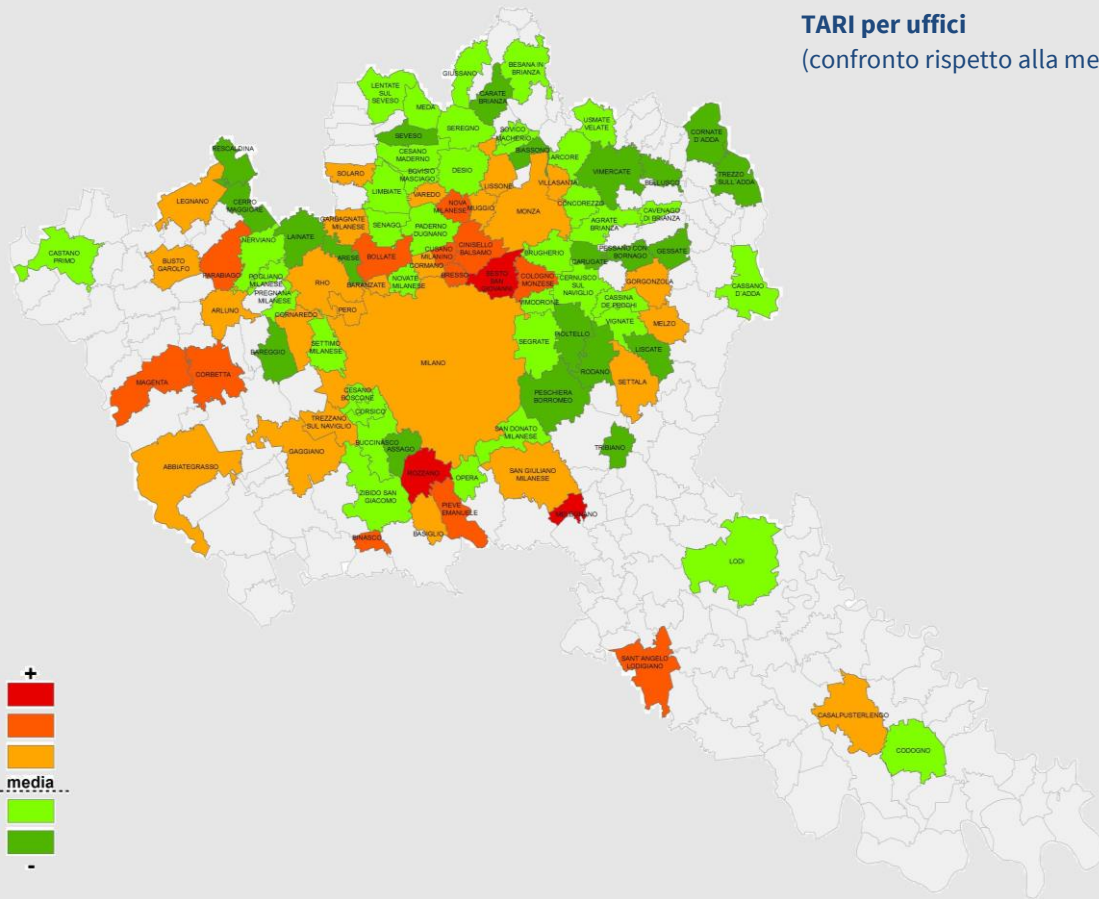 TARI per uffici
(confronto rispetto alla me
GIUSSANO
BESANA IN
BRIANZA
LENTATE
SUL
SEVESO
CARATE
BRIANZA
MEDA
USMATE
VELATE
SEREGNO
SOVICO
MACHERIO
CORNATE
D'ADDA
SEVESO
BIASSONO
RESCALDINA
CESANO
MADERNO
ARCORE
SOLARO
BOVISIO
MASCIAGO
DESIO
VIMERCATE
TREZZO
SULL'ADDA
BELLUSCO
LISSONE
VILLASANTA
LEGNANO
LIMBIATE
VAREDO
CERRO
MAGGIORE
NOVA
MILANESE
MUGGIO
MONZA
CONCOREZZO
CAVENAGO
DI BRIANZA
GARBAGNATE
MILANESE
SENAGO
PADERNO
DUGNANO
AGRATE
BRIANZA
NERVIANO
LAINATE
CASTANO
PRIMO
BUSTO
GAROLFO
PARABIAGO
ARESE
BOLLATE
CUSANO
MILANINO
CINISELLO
BALSAMO
BRUGHERIO
PESSANO CON
BORNAGO
GESSATE
CARUGATE
CORMANO
POGLIANO
MILANESE
RHO
BARANZATE
NOVATE
MILANESE
BRESSO
SESTO
SAN
GIOVANNI
COLOGNO
MONZESE
CERNUSCO
SUL
NAVIGLIO
GORGONZOLA
CASSANO
D'ADDA
PREGNANA
MILANESE
VIMODRONE
CASSINA
DE PECCHI
ARLUNO
CORNAREDO
PERO
VIGNATE
MELZO
SETTIMO
MILANESE
SEGRATE
PIOLTELLO
BAREGGIO
LISCATE
MILANO
RODANO
MAGENTA
CORBETTA
SETTALA
CESANO
BOSCONE
PESCHIERA
BORROMEO
CORSICO
TREZZANO
SUL NAVIGLIO
SAN DONATO
MILANESE
BUCCINASCO
ASSAGO
TRIBIANO
GAGGIANO
ABBIATEGRASSO
ROZZANO
OPERA
SAN GIULIANO
MILANESE
ZIBIDO SAN
GIACOMO
PIEVE
EMANUELE
BASIGLIO
BINASCO
LODI
SANT'ANGELO
LODIGIANO
CASALPUSTERLENGO
CODOGNO
+
media
-